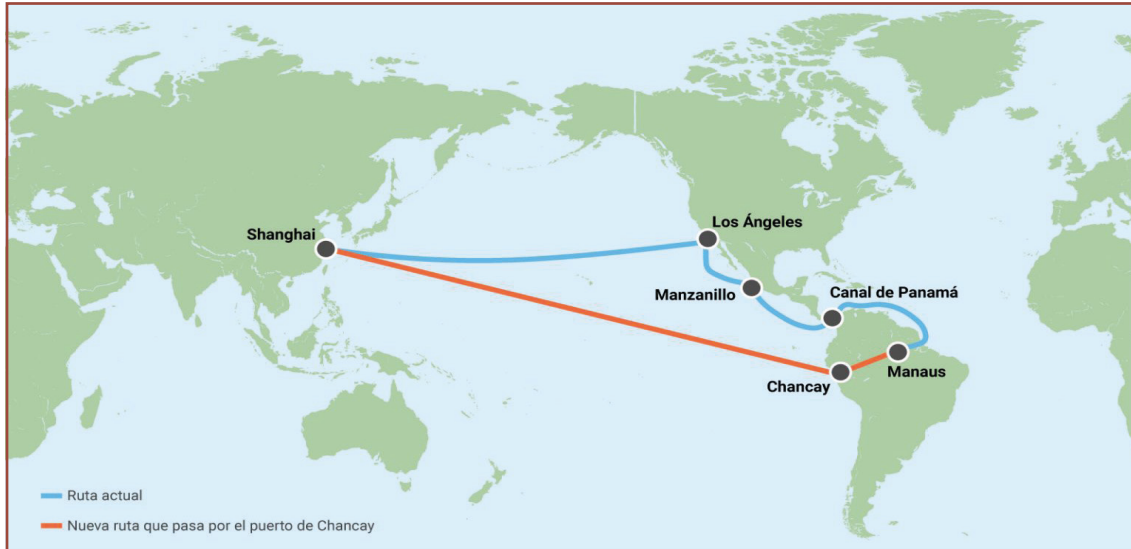 Shanghai
Los Ángeles
Manzanillo
Canal de Panamá
Chancay
Manaus
Ruta actual
Nueva ruta que pasa por el puerto de Chancay